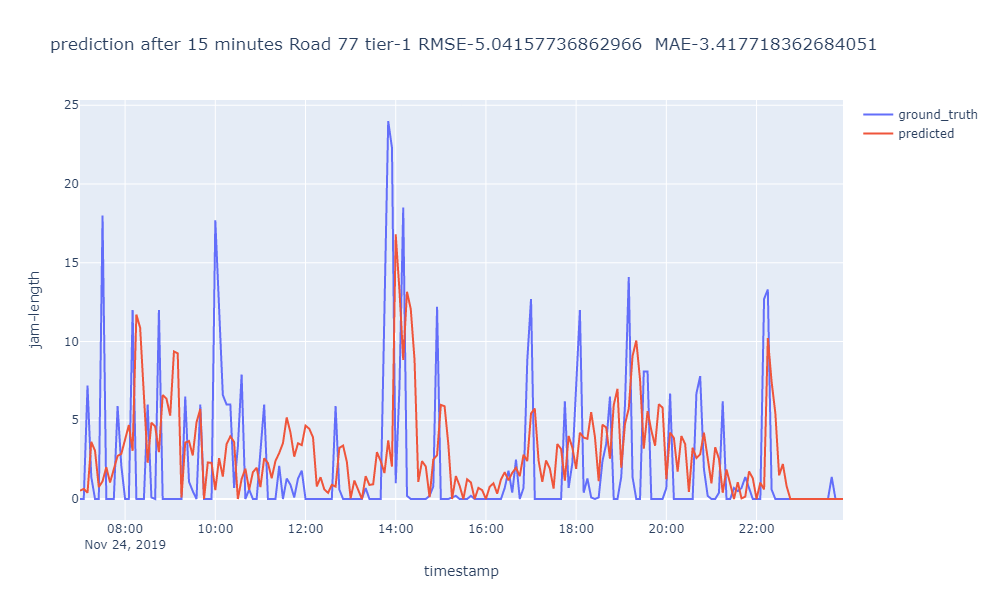 prediction after 15 minutes Road 77 tier-1 RMSE-5.04157736862966  MAE-3.417718362684051
ground_truth
predicted
25
20
15
10
5
0
jam-length
08:00 10:00 12:00 14:00 16:00 18:00 20:00 22:00
Nov 24, 2019
timestamp